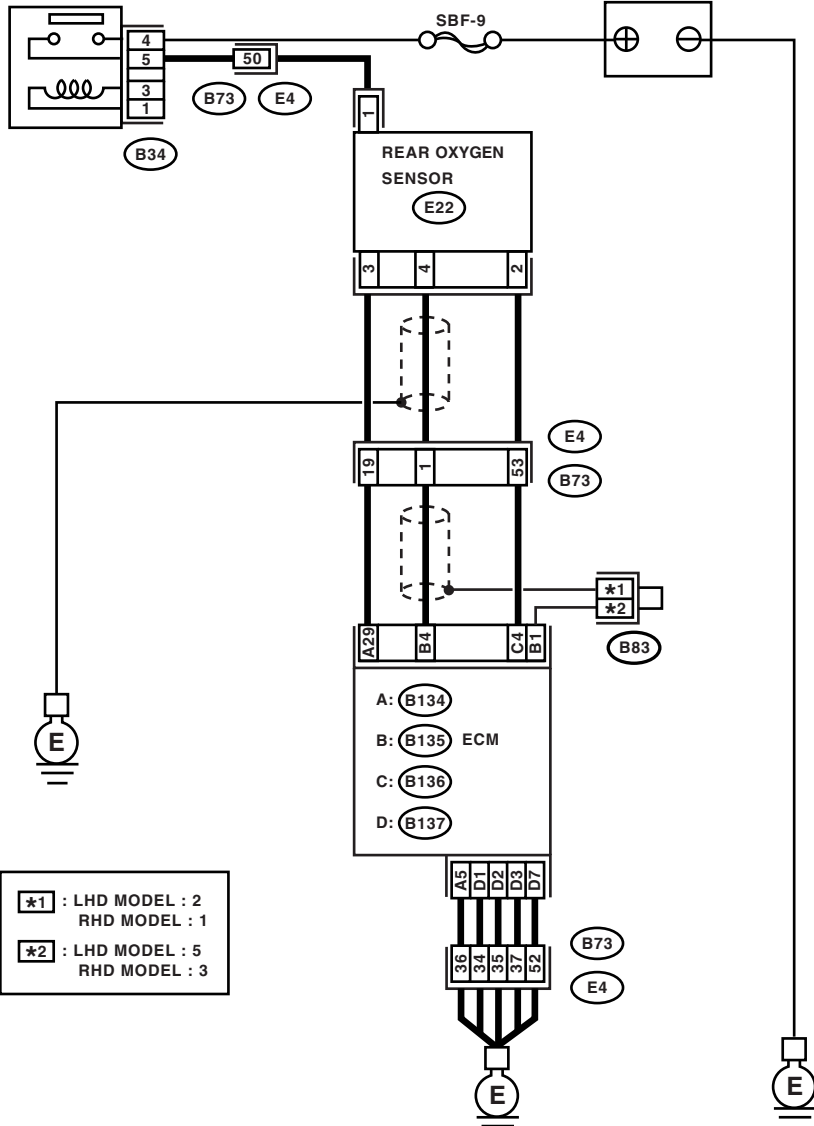 SBF-9
4
5
3
1
50
B73
E4
B34
1
REAR OXYGEN
SENSOR
E22
3
4
2
E4
19
1
53
B73
*1
*2
B83
A29
B4
C4
B1
E
A: B134
B: B135 ECM
C: B136
D: B137
A5
D1
D2
D3
D7
*1 : LHD MODEL : 2
RHD MODEL : 1
*2 : LHD MODEL : 5
RHD MODEL : 3
36
34
35
37
52
B73
E4
E
E